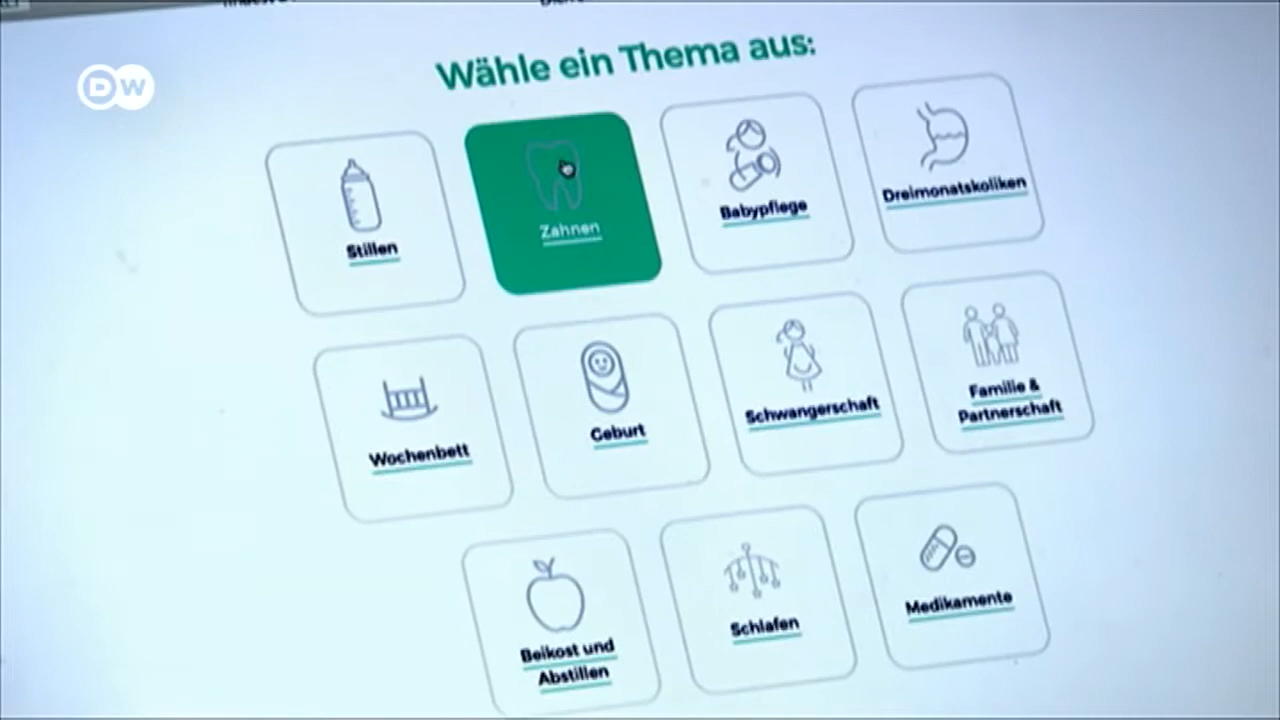 DW
Wähle ein Thema aus:
Stillen
Zahnen
Babypflege
Dreimonatskoliken
Wochenbett
Geburt
Schwangerschaft
Familie &
Partnerschaft
Beikost und
Abstillen
Schlafen
Medikamente